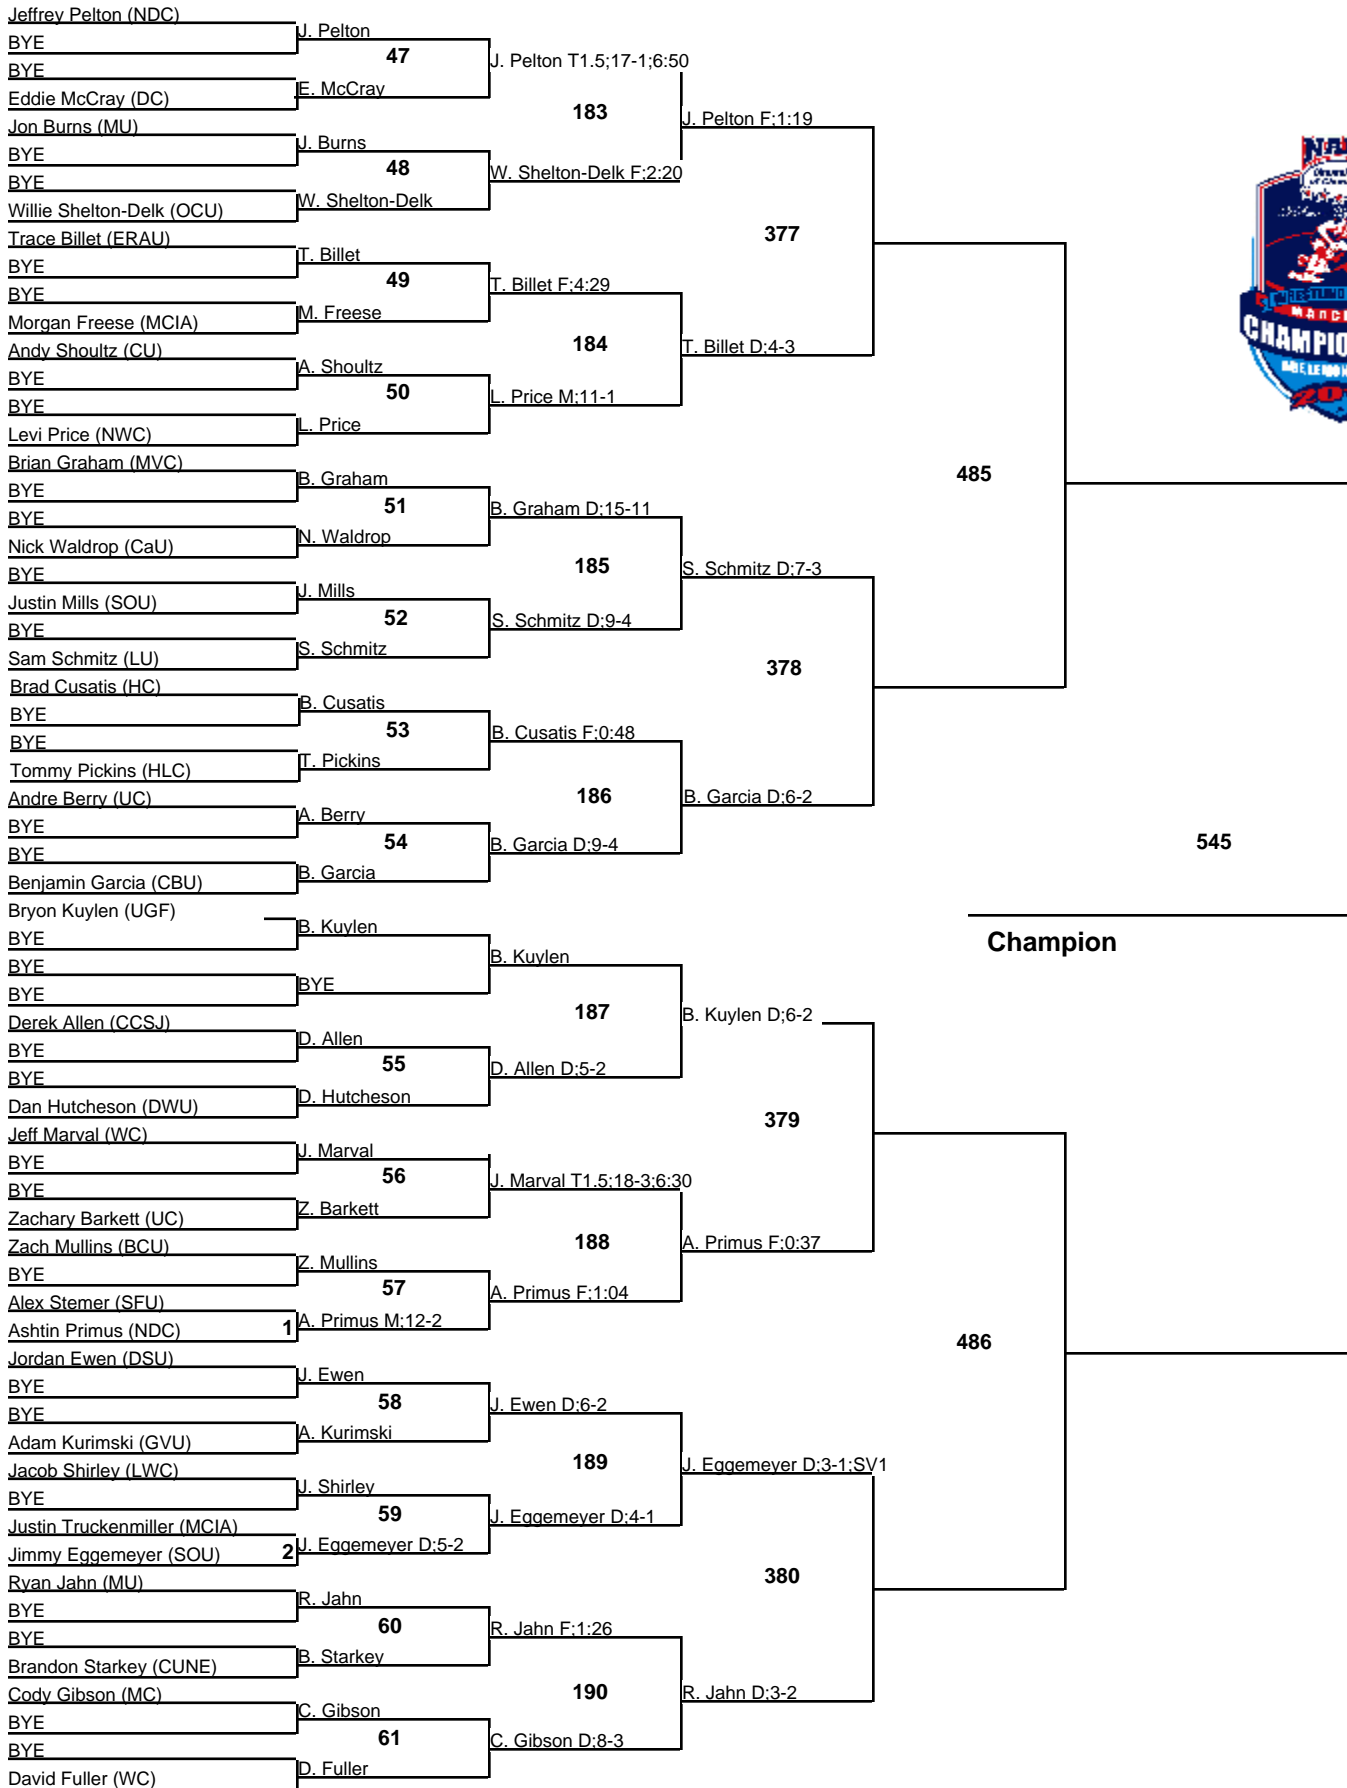 Jeffrey Pelton (NDC)
BYE
BYE
Eddie McCray (DC)
Jon Burns (MU)
BYE
BYE
Willie Shelton-Delk (OCU)
Trace Billet (ERAU)
BYE
BYE
Morgan Freese (MCIA)
Andy Shoultz (CU)
BYE
BYE
Levi Price (NWC)
Brian Graham (MVC)
BYE
BYE
Nick Waldrop (CaU)
BYE
Justin Mills (SOU)
BYE
Sam Schmitz (LU)
Brad Cusatis (HC)
BYE
BYE
Tommy Pickins (HLC)
Andre Berry (UC)
BYE
BYE
Benjamin Garcia (CBU)
Bryon Kuylen (UGF)
BYE
BYE
BYE
Derek Allen (CCSJ)
BYE
BYE
Dan Hutcheson (DWU)
Jeff Marval (WC)
BYE
BYE
Zachary Barkett (UC)
Zach Mullins (BCU)
BYE
Alex Stemer (SFU)
Ashtin Primus (NDC)
1
Jordan Ewen (DSU)
BYE
BYE
Adam Kurimski (GVU)
Jacob Shirley (LWC)
BYE
Justin Truckenmiller (MCIA)
Jimmy Eggemeyer (SOU)
2
Ryan Jahn (MU)
BYE
BYE
Brandon Starkey (CUNE)
Cody Gibson (MC)
BYE
BYE
David Fuller (WC)
J. Pelton
47
E. McCray
J. Burns
48
W. Shelton-Delk
T. Billet
49
M. Freese
A. Shoultz
50
L. Price
B. Graham
51
N. Waldrop
J. Mills
52
S. Schmitz
B. Cusatis
53
T. Pickins
A. Berry
54
B. Garcia
B. Kuylen
BYE
D. Allen
55
D. Hutcheson
J. Marval
56
Z. Barkett
Z. Mullins
57
A. Primus M;12-2
J. Ewen
58
A. Kurimski
J. Shirley
59
J. Eggemeyer D;5-2
R. Jahn
60
B. Starkey
C. Gibson
61
D. Fuller
J. Pelton T1.5;17-1;6:50
183
W. Shelton-Delk F;2:20
T. Billet F;4:29
184
L. Price M;11-1
B. Graham D;15-11
185
S. Schmitz D;9-4
B. Cusatis F;0:48
186
B. Garcia D;9-4
B. Kuylen
187
D. Allen D;5-2
J. Marval T1.5;18-3;6:30
188
A. Primus F;1:04
J. Ewen D;6-2
189
J. Eggemeyer D;4-1
R. Jahn F;1:26
190
C. Gibson D;8-3
J. Pelton F;1:19
377
T. Billet D;4-3
S. Schmitz D;7-3
378
B. Garcia D;6-2
B. Kuylen D;6-2
379
A. Primus F;0:37
J. Eggemeyer D;3-1;SV1
380
R. Jahn D;3-2
485
486
545
Champion